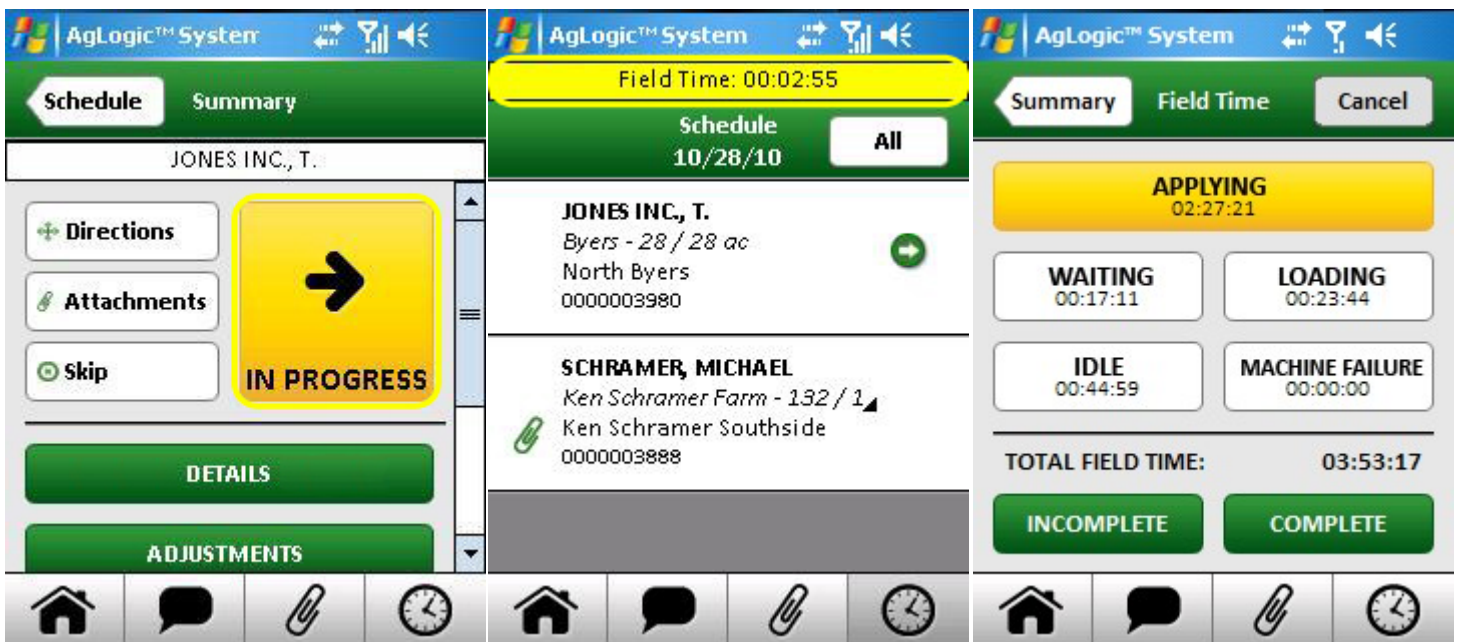 AgLogic™ System
Schedule Summary
JONES INC., T.
Directions
Attachments
Skip
IN PROGRESS
DETAILS
ADJUSTMENTS
AgLogic™ System
Field Time: 00:02:55
Schedule
10/28/10
All
JONES INC., T.
Byers - 28 / 28 ac
North Byers
0000003980
SCHRAMER, MICHAEL
Ken Schramer Farm - 132 / 1
Ken Schramer Southside
0000003888
AgLogic™ System
Summary Field Time Cancel
APPLYING
02:27:21
WAITING
00:17:11
LOADING
00:23:44
IDLE
00:44:59
MACHINE FAILURE
00:00:00
TOTAL FIELD TIME: 03:53:17
INCOMPLETE COMPLETE